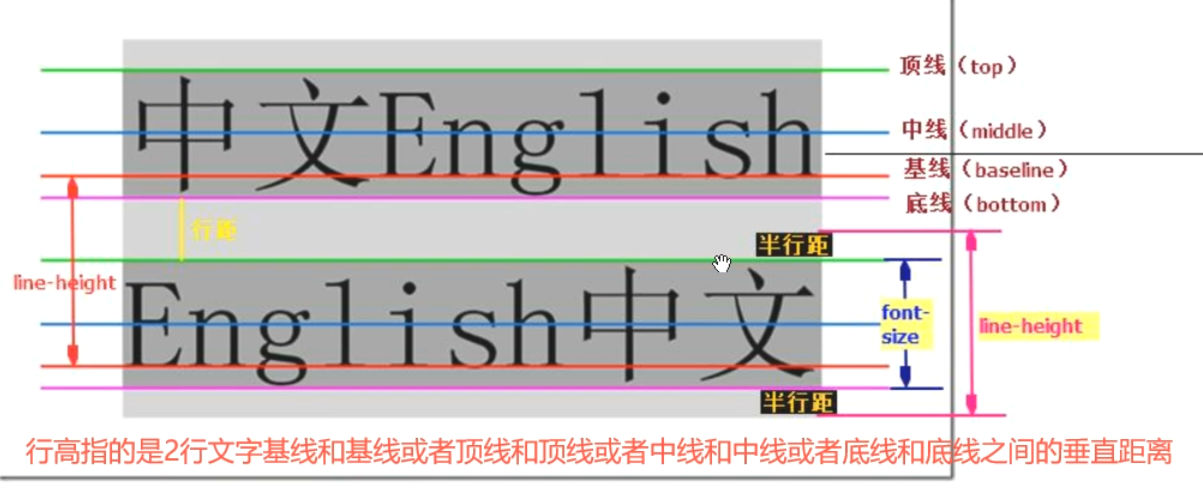 顶线（top）
中文English
中线（middle）
基线（baseline）
底线（bottom）
行距
半行距
line-height
English中文
font-
size
line-height
半行距
行高指的是2行文字基线和基线或者顶线和顶线或者中线和中线或者底线和底线之间的垂直距离